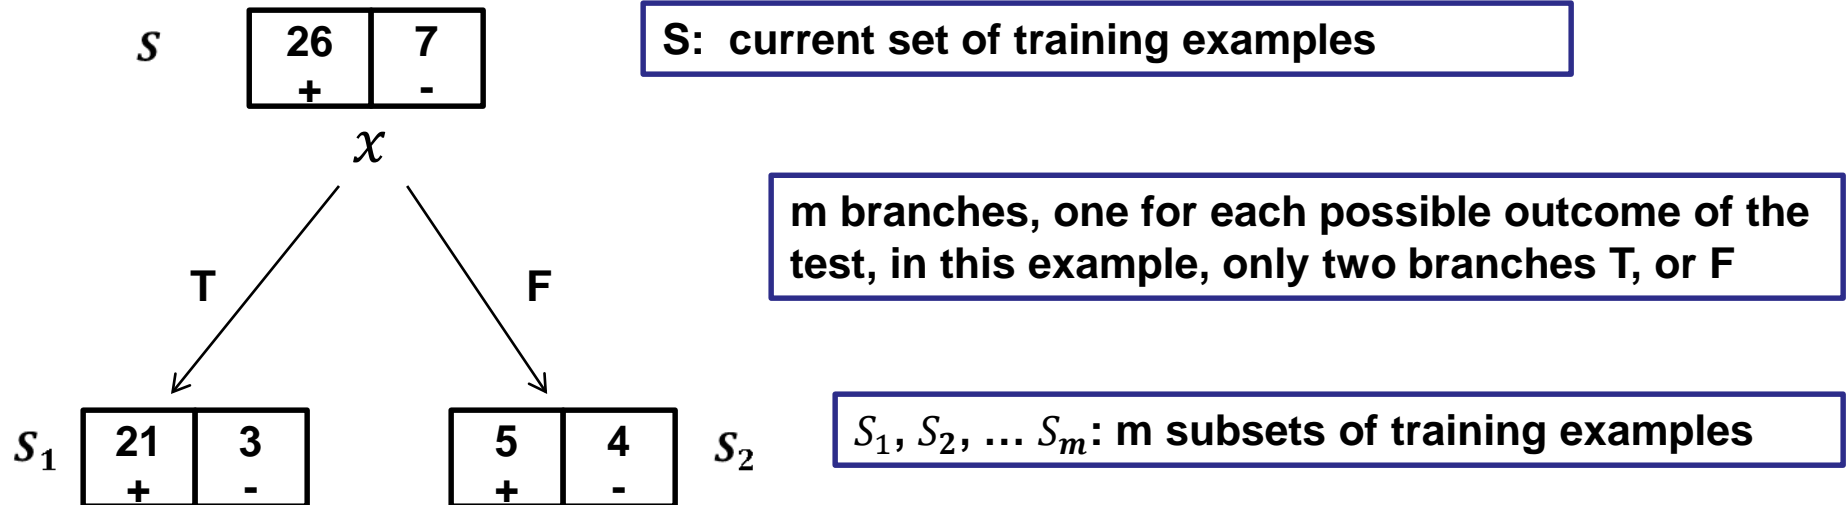 S
26 7
+ -
S: current set of training examples
x
m branches, one for each possible outcome of the
test, in this example, only two branches T, or F
T F
S₁
21 3
+ -
5 4
+ -
S₂
S₁, S₂, … Sₘ: m subsets of training examples